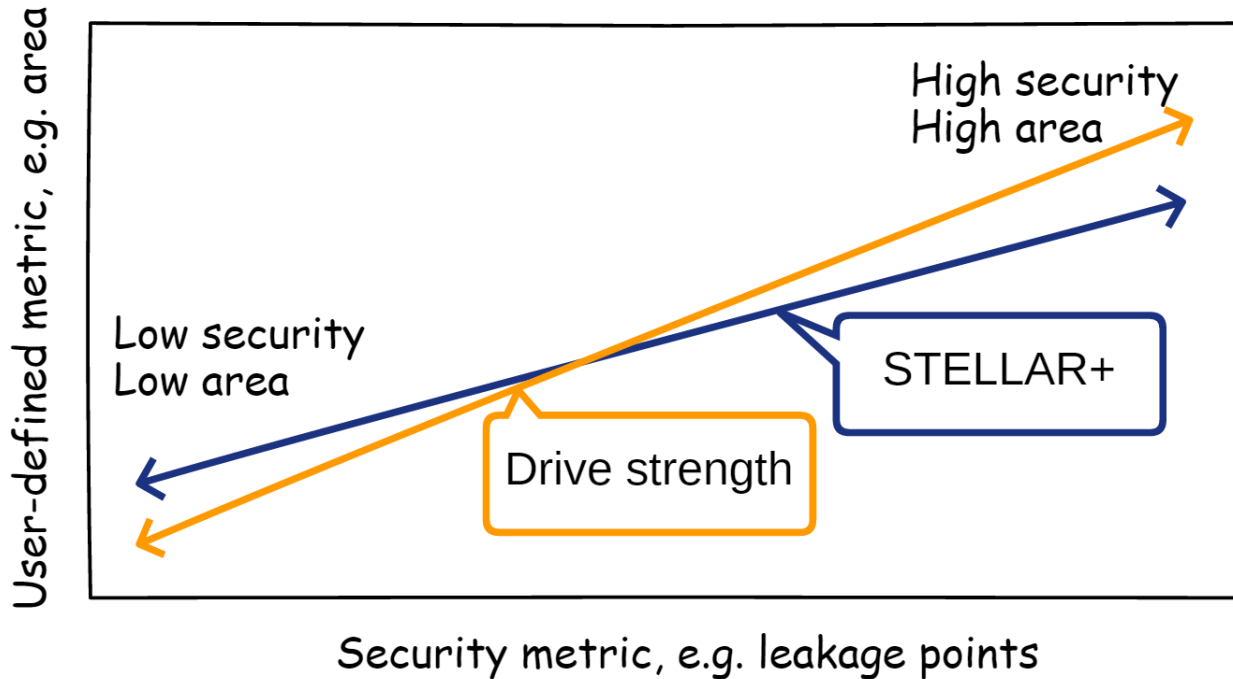 User-defined metric, e.g. area
High security
High area
Low security
Low area
STELLAR+
Drive strength
Security metric, e.g. leakage points